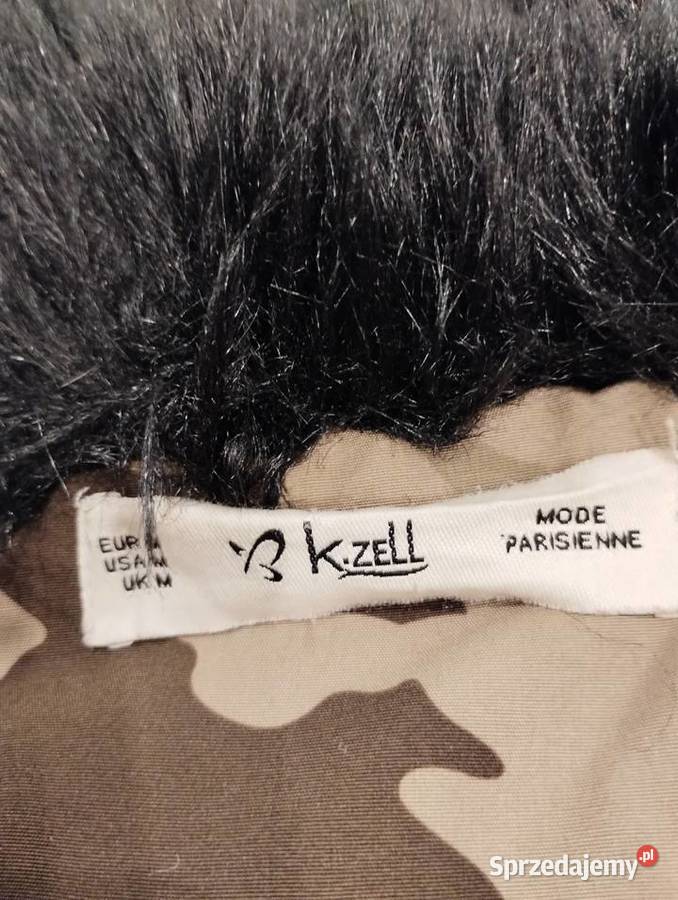 EUR M
USA M
UK M
K.ZELL
MODE
PARISIENNE
Sprzedajemy.pl